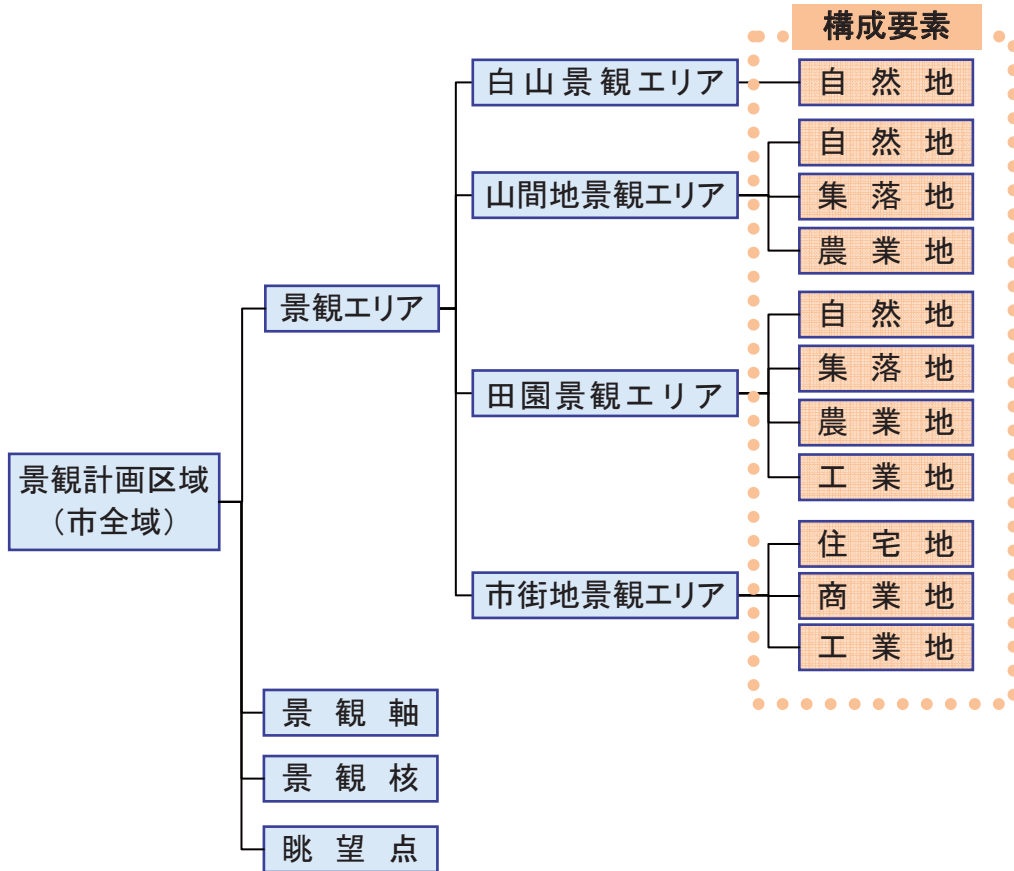 構成要素
白山景観エリア
自然地
山間地景観エリア
自然地
集落地
農業地
景観エリア
田園景観エリア
自然地
集落地
農業地
工業地
景観計画区域
（市全域）
市街地景観エリア
住宅地
商業地
工業地
景観軸
景観核
眺望点